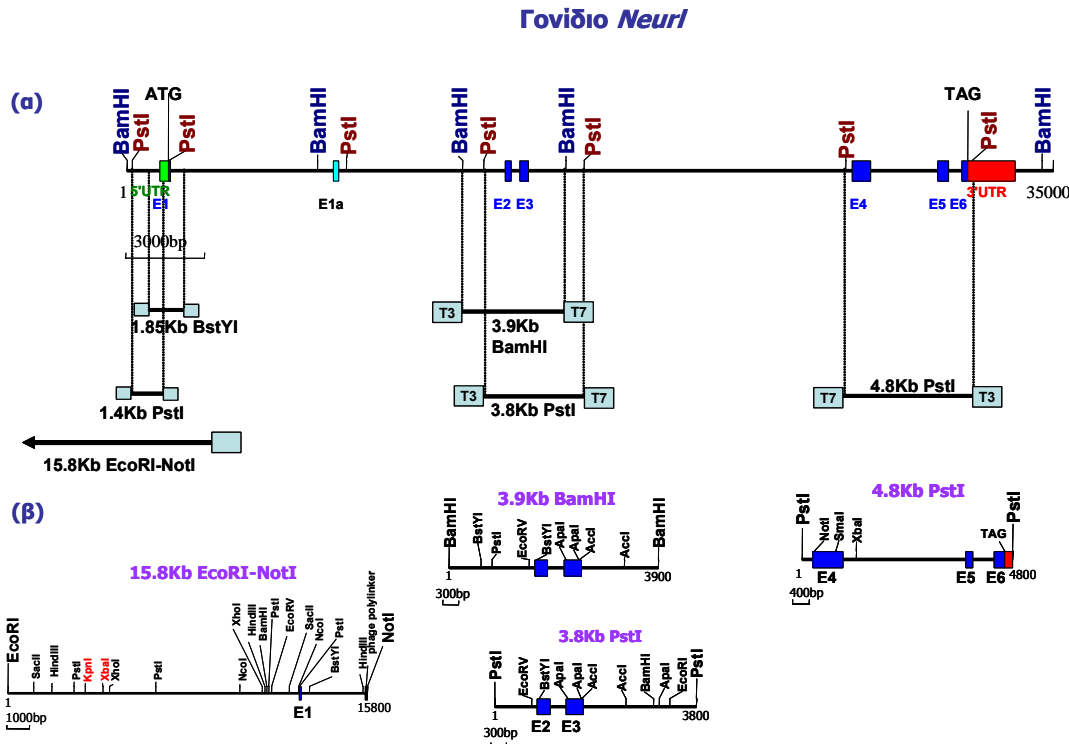 Γονίδιο Neurl
(α)
BamHI
PstI
ATG
PstI
BamHI
PstI
BamHI
PstI
BamHI
PstI
PstI
TAG
PstI
BamHI
1
5'UTR
E1
E1a
E2
E3
E4
E5
E6
3'UTR
35000
3000bp
1.85Kb BstYI
T3
T7
3.9Kb
BamHI
1.4Kb PstI
T3
T7
3.8Kb PstI
T7
T3
4.8Kb PstI
15.8Kb EcoRI-NotI
(β)
15.8Kb EcoRI-NotI
EcoRI
SacII
HindIII
PstI
KpnI
XbaI
XhoI
PstI
NcoI
XhoI
HindIII
BamHI
PstI
EcoRV
SacII
NcoI
PstI
BstYI
HindIII
phage polylinker
NotI
1
E1
15800
1000bp
3.9Kb BamHI
BamHI
BstYI
PstI
EcoRV
BstYI
ApaI
ApaI
AccI
AccI
BamHI
1
E2
E3
3900
300bp
3.8Kb PstI
PstI
EcoRV
BstYI
ApaI
ApaI
AccI
AccI
BamHI
ApaI
EcoRI
PstI
1
E2
E3
3800
300bp
4.8Kb PstI
PstI
NotI
SmaI
XbaI
TAG
PstI
1
E4
E5
E6
4800
400bp